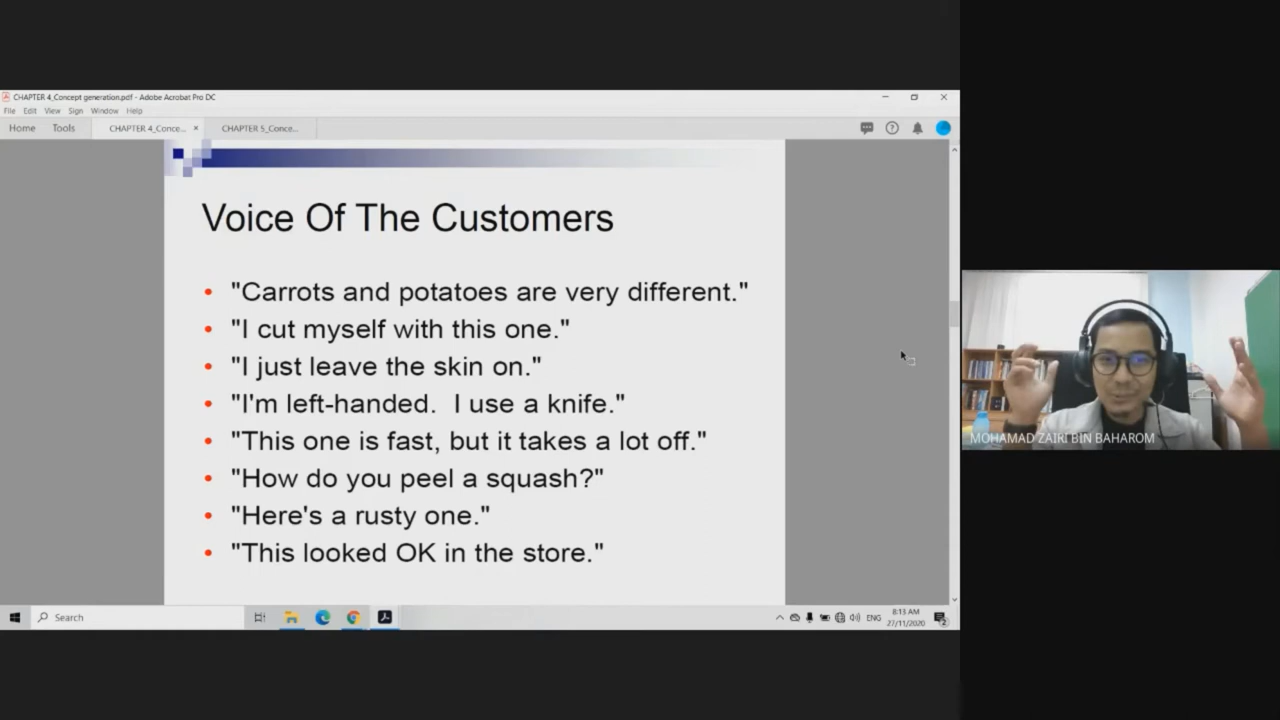 CHAPTER 4_Concept generation.pdf - Adobe Acrobat Pro DC
File Edit View Sign Window Help
Home Tools CHAPTER 4_Conce... × CHAPTER 5_Conce...
Voice Of The Customers
• "Carrots and potatoes are very different."
• "I cut myself with this one."
• "I just leave the skin on."
• "I'm left-handed.  I use a knife."
• "This one is fast, but it takes a lot off."
• "How do you peel a squash?"
• "Here's a rusty one."
• "This looked OK in the store."
MOHAMAD ZAIRI BIN BAHAROM
Search
ENG
8:13 AM
27/11/2020
2